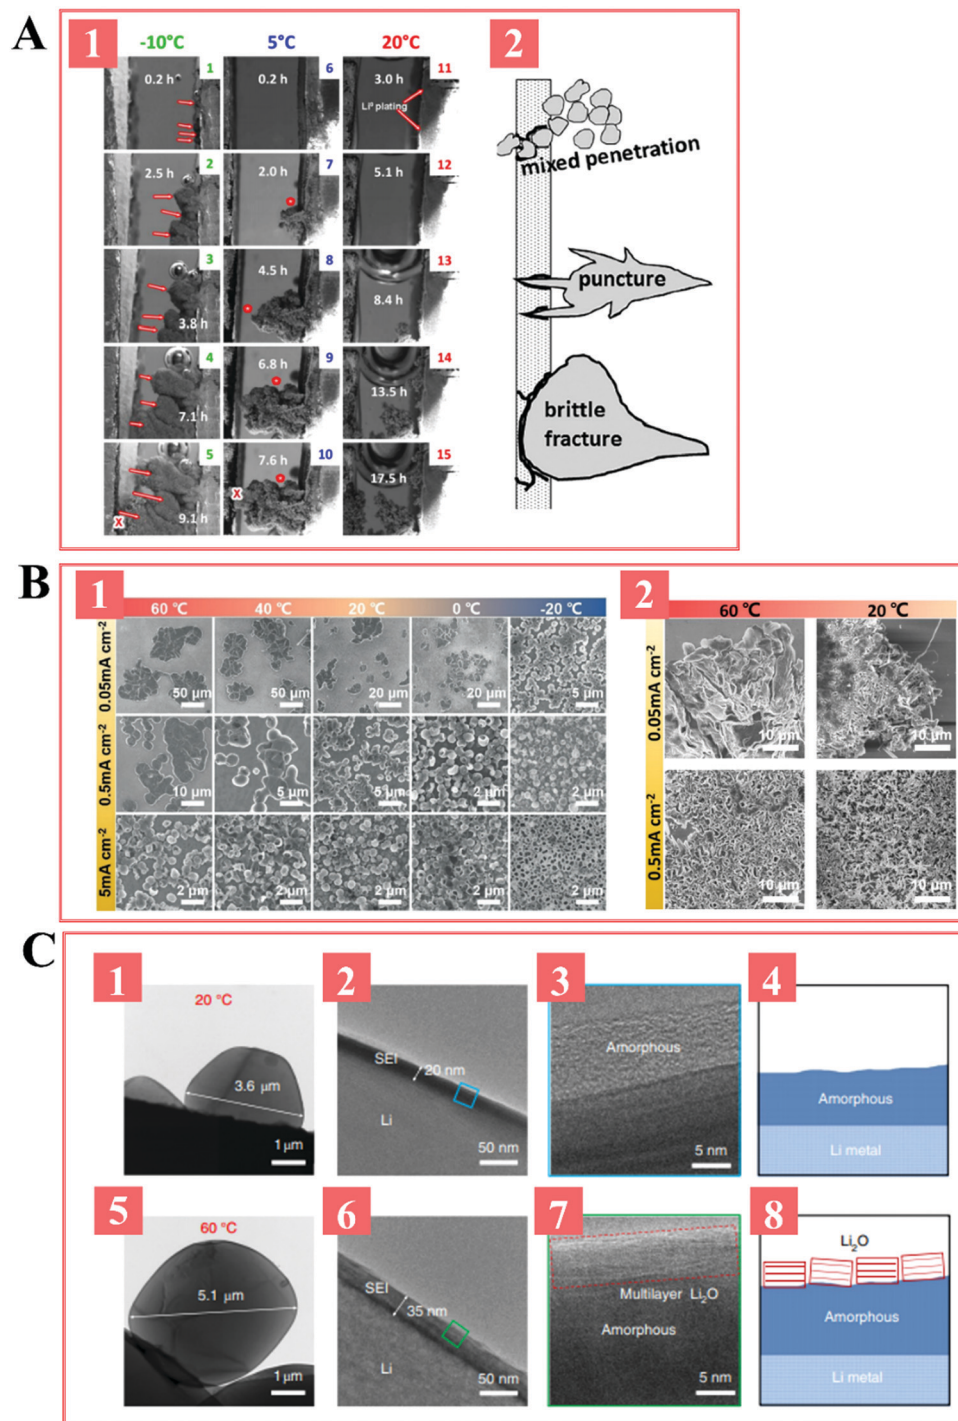 A
1
-10°C 5°C 20°C
0.2 h 1 0.2 h 6 3.0 h 11
Li⁰ plating
2.5 h 2 2.0 h 7 5.1 h 12
3 4.5 h 8 13
3.8 h 8.4 h
4 6.8 h 9 14
7.1 h 13.5 h
5 7.6 h 10 15
X 9.1 h X 17.5 h
2
mixed penetration
puncture
brittle
fracture
B
1
60 °C 40 °C 20 °C 0 °C -20 °C
0.05mA cm⁻²
50 µm 50 µm 20 µm 20 µm 5 µm
0.5mA cm⁻²
10 µm 5 µm 5 µm 2 µm 2 µm
5mA cm⁻²
2 µm 2 µm 2 µm 2 µm 2 µm
2
60 °C 20 °C
0.05mA cm⁻²
10 µm 10 µm
0.5mA cm⁻²
10 µm 10 µm
C
1
20 °C
3.6 µm
1 µm
2
SEI
20 nm
Li
50 nm
3
Amorphous
5 nm
4
Amorphous
Li metal
5
60 °C
5.1 µm
1 µm
6
SEI
35 nm
Li
50 nm
7
Multilayer Li₂O
Amorphous
5 nm
8
Li₂O
Amorphous
Li metal